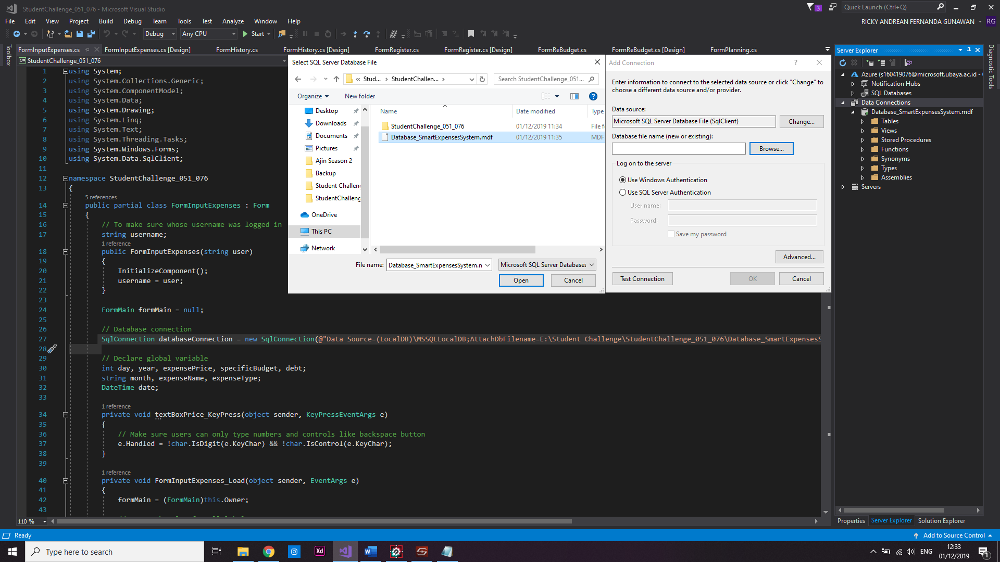 StudentChallenge_051_076 - Microsoft Visual Studio
3
Quick Launch (Ctrl+Q)
File Edit View Project Build Debug Team Tools Test Analyze Window Help
RICKY ANDREAN FERNANDA GUNAWAN
RG
Debug Any CPU Start
Toolbox
FormInputExpenses.cs FormInputExpenses.cs [Design] FormHistory.cs FormHistory.cs [Design] FormRegister.cs FormRegister.cs [Design] FormReBudget.cs FormReBudget.cs [Design] FormPlanning.cs
StudentChallenge_051_076
1 using System;
2 using System.Collections.Generic;
3 using System.ComponentModel;
4 using System.Data;
5 using System.Drawing;
6 using System.Linq;
7 using System.Text;
8 using System.Threading.Tasks;
9 using System.Windows.Forms;
10 using System.Data.SqlClient;
11
12 namespace StudentChallenge_051_076
13 {
5 references
14 public partial class FormInputExpenses : Form
15 {
16 // To make sure whose username was logged in
17 string username;
1 reference
18 public FormInputExpenses(string user)
19 {
20 InitializeComponent();
21 username = user;
22 }
23
24 FormMain formMain = null;
25
26 // Database connection
27 SqlConnection databaseConnection = new SqlConnection(@"Data Source=(LocalDB)\MSSQLLocalDB;AttachDbFilename=E:\Student Challenge\StudentChallenge_051_076\Database_SmartExpensesS
28
29 // Declare global variable
30 int day, year, expensePrice, specificBudget, debt;
31 string month, expenseName, expenseType;
32 DateTime date;
33
1 reference
34 private void textBoxPrice_KeyPress(object sender, KeyPressEventArgs e)
35 {
36 // Make sure users can only type numbers and controls like backspace button
37 e.Handled = !char.IsDigit(e.KeyChar) && !char.IsControl(e.KeyChar);
38 }
39
1 reference
40 private void FormInputExpenses_Load(object sender, EventArgs e)
41 {
42 formMain = (FormMain)this.Owner;
43
110 %
Select SQL Server Database File
« Stud... › StudentChallen... ›
Search StudentChallenge_051...
Organize New folder
Desktop
Downloads
Documents
Pictures
Ajin Season 2
Backup
Student Challeng
StudentChalleng
OneDrive
This PC
Network
Name Date modified Type
StudentChallenge_051_076 01/12/2019 11:34 File f
Database_SmartExpensesSystem.mdf 01/12/2019 11:35 MDF
File name: Database_SmartExpensesSystem.n Microsoft SQL Server Databases
Open Cancel
Add Connection
?
Enter information to connect to the selected data source or click "Change" to
choose a different data source and/or provider.
Data source:
Microsoft SQL Server Database File (SqlClient) Change...
Database file name (new or existing):
Browse...
Log on to the server
Use Windows Authentication
Use SQL Server Authentication
User name:
Password:
Save my password
Advanced...
Test Connection OK Cancel
Server Explorer
Azure (s160419076@microsoft.ubaya.ac.id -
Notification Hubs
SQL Databases
Data Connections
Database_SmartExpensesSystem.mdf
Tables
Views
Stored Procedures
Functions
Synonyms
Types
Assemblies
Servers
Diagnostic Tools
Properties Server Explorer Solution Explorer
Ready
Add to Source Control
Type here to search
Xd
ENG
12:33
01/12/2019
1